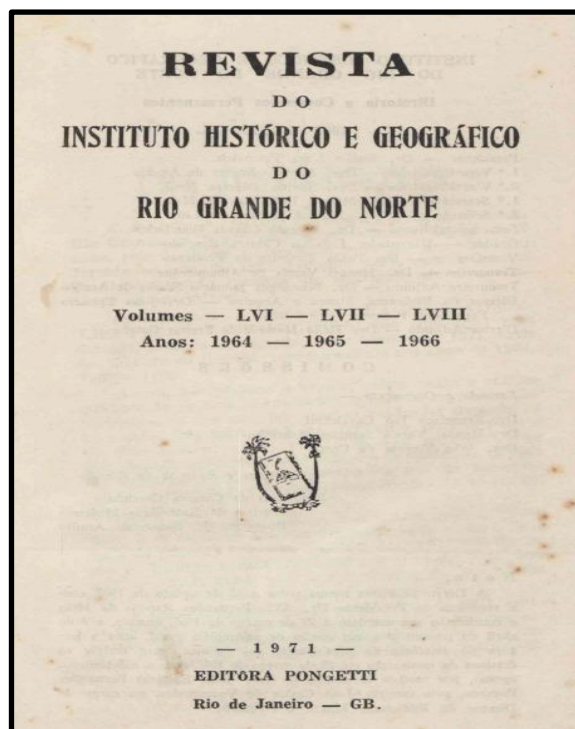 REVISTA
DO
INSTITUTO HISTÓRICO E GEOGRÁFICO
DO
RIO GRANDE DO NORTE
Volumes — LVI — LVII — LVIII
Anos: 1964 — 1965 — 1966
— 1971 —
EDITÔRA PONGETTI
Rio de Janeiro — GB.